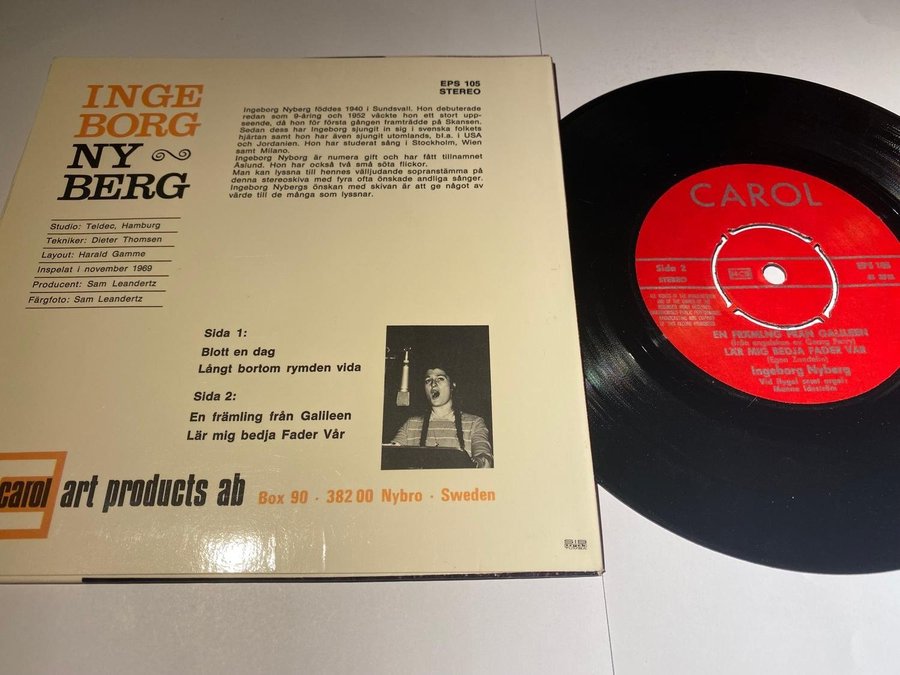 INGE
BORG
NY
BERG
EPS 105
STEREO
Ingeborg Nyberg föddes 1940 i Sundsvall. Hon debuterade
redan som 9-åring och 1952 väckte hon ett stort upp-
seende, då hon för första gången framträdde på Skansen.
Sedan dess har Ingeborg sjungit in sig i svenska folkets
hjärtan samt hon har även sjungit utomlands, bl.a. i USA
och Jordanien. Hon har studerat sång i Stockholm, Wien
samt Milano.
Ingeborg Nyborg är numera gift och har fått tillnamnet
Åslund. Hon har också två små söta flickor.
Man kan lyssna till hennes välljudande sopranstämma på
denna stereoskiva med fyra ofta önskade andliga sånger.
Ingeborg Nybergs önskan med skivan är att ge något av
värde till de många som lyssnar.
Studio: Teldec, Hamburg
Tekniker: Dieter Thomsen
Layout: Harald Gamme
Inspelat i november 1969
Producent: Sam Leandertz
Färgfoto: Sam Leandertz
Sida 1:
Blott en dag
Långt bortom rymden vida
Sida 2:
En främling från Galileen
Lär mig bedja Fader Vår
carol art products ab Box 90 · 382 00 Nybro · Sweden
CAROL
Side 2
STEREO
NCB
EPS 105
EN FRÄMLING FRÅN GALILEEN
LÄR MIG BEDJA FADER VÅR
Ingeborg Nyberg